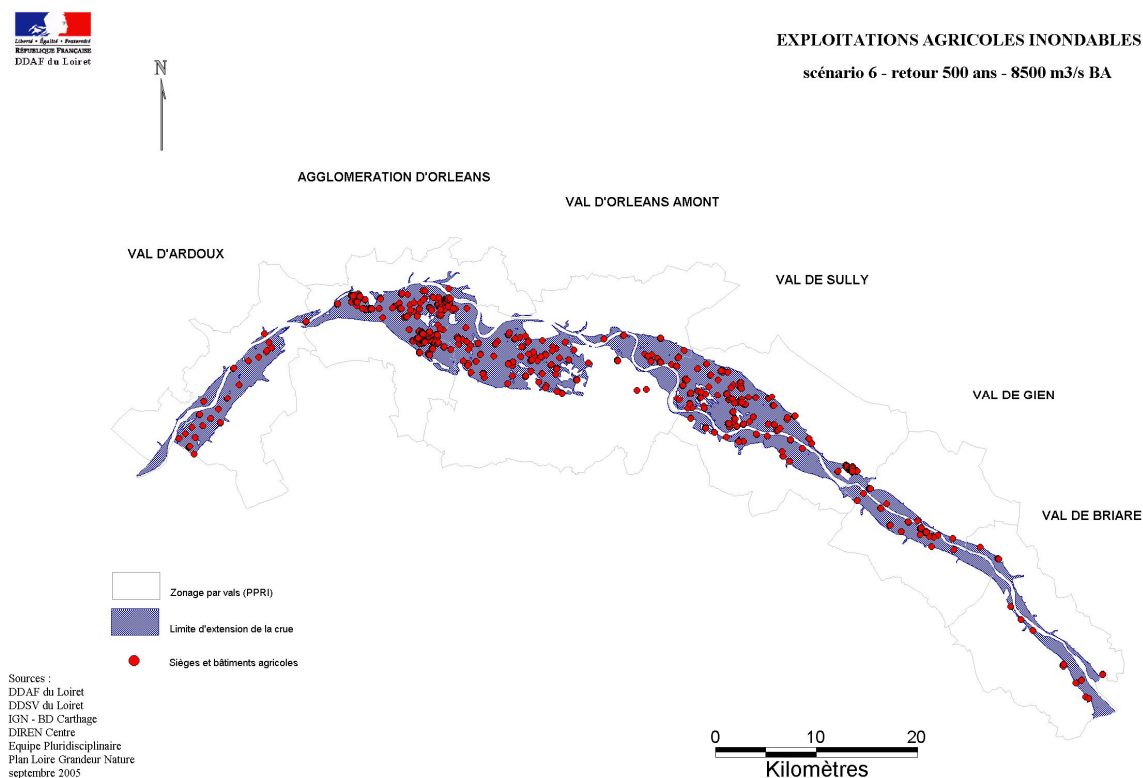 Liberté • Égalité • Fraternité
RÉPUBLIQUE FRANÇAISE
DDAF du Loiret
EXPLOITATIONS AGRICOLES INONDABLES
scénario 6 - retour 500 ans - 8500 m3/s BA
N
AGGLOMERATION D'ORLEANS
VAL D'ORLEANS AMONT
VAL D'ARDOUX
VAL DE SULLY
VAL DE GIEN
VAL DE BRIARE
Zonage par vals (PPRI)
Limite d'extension de la crue
Sièges et bâtiments agricoles
Sources :
DDAF du Loiret
DDSV du Loiret
IGN - BD Carthage
DIREN Centre
Equipe Pluridisciplinaire
Plan Loire Grandeur Nature
septembre 2005
0 10 20
Kilomètres